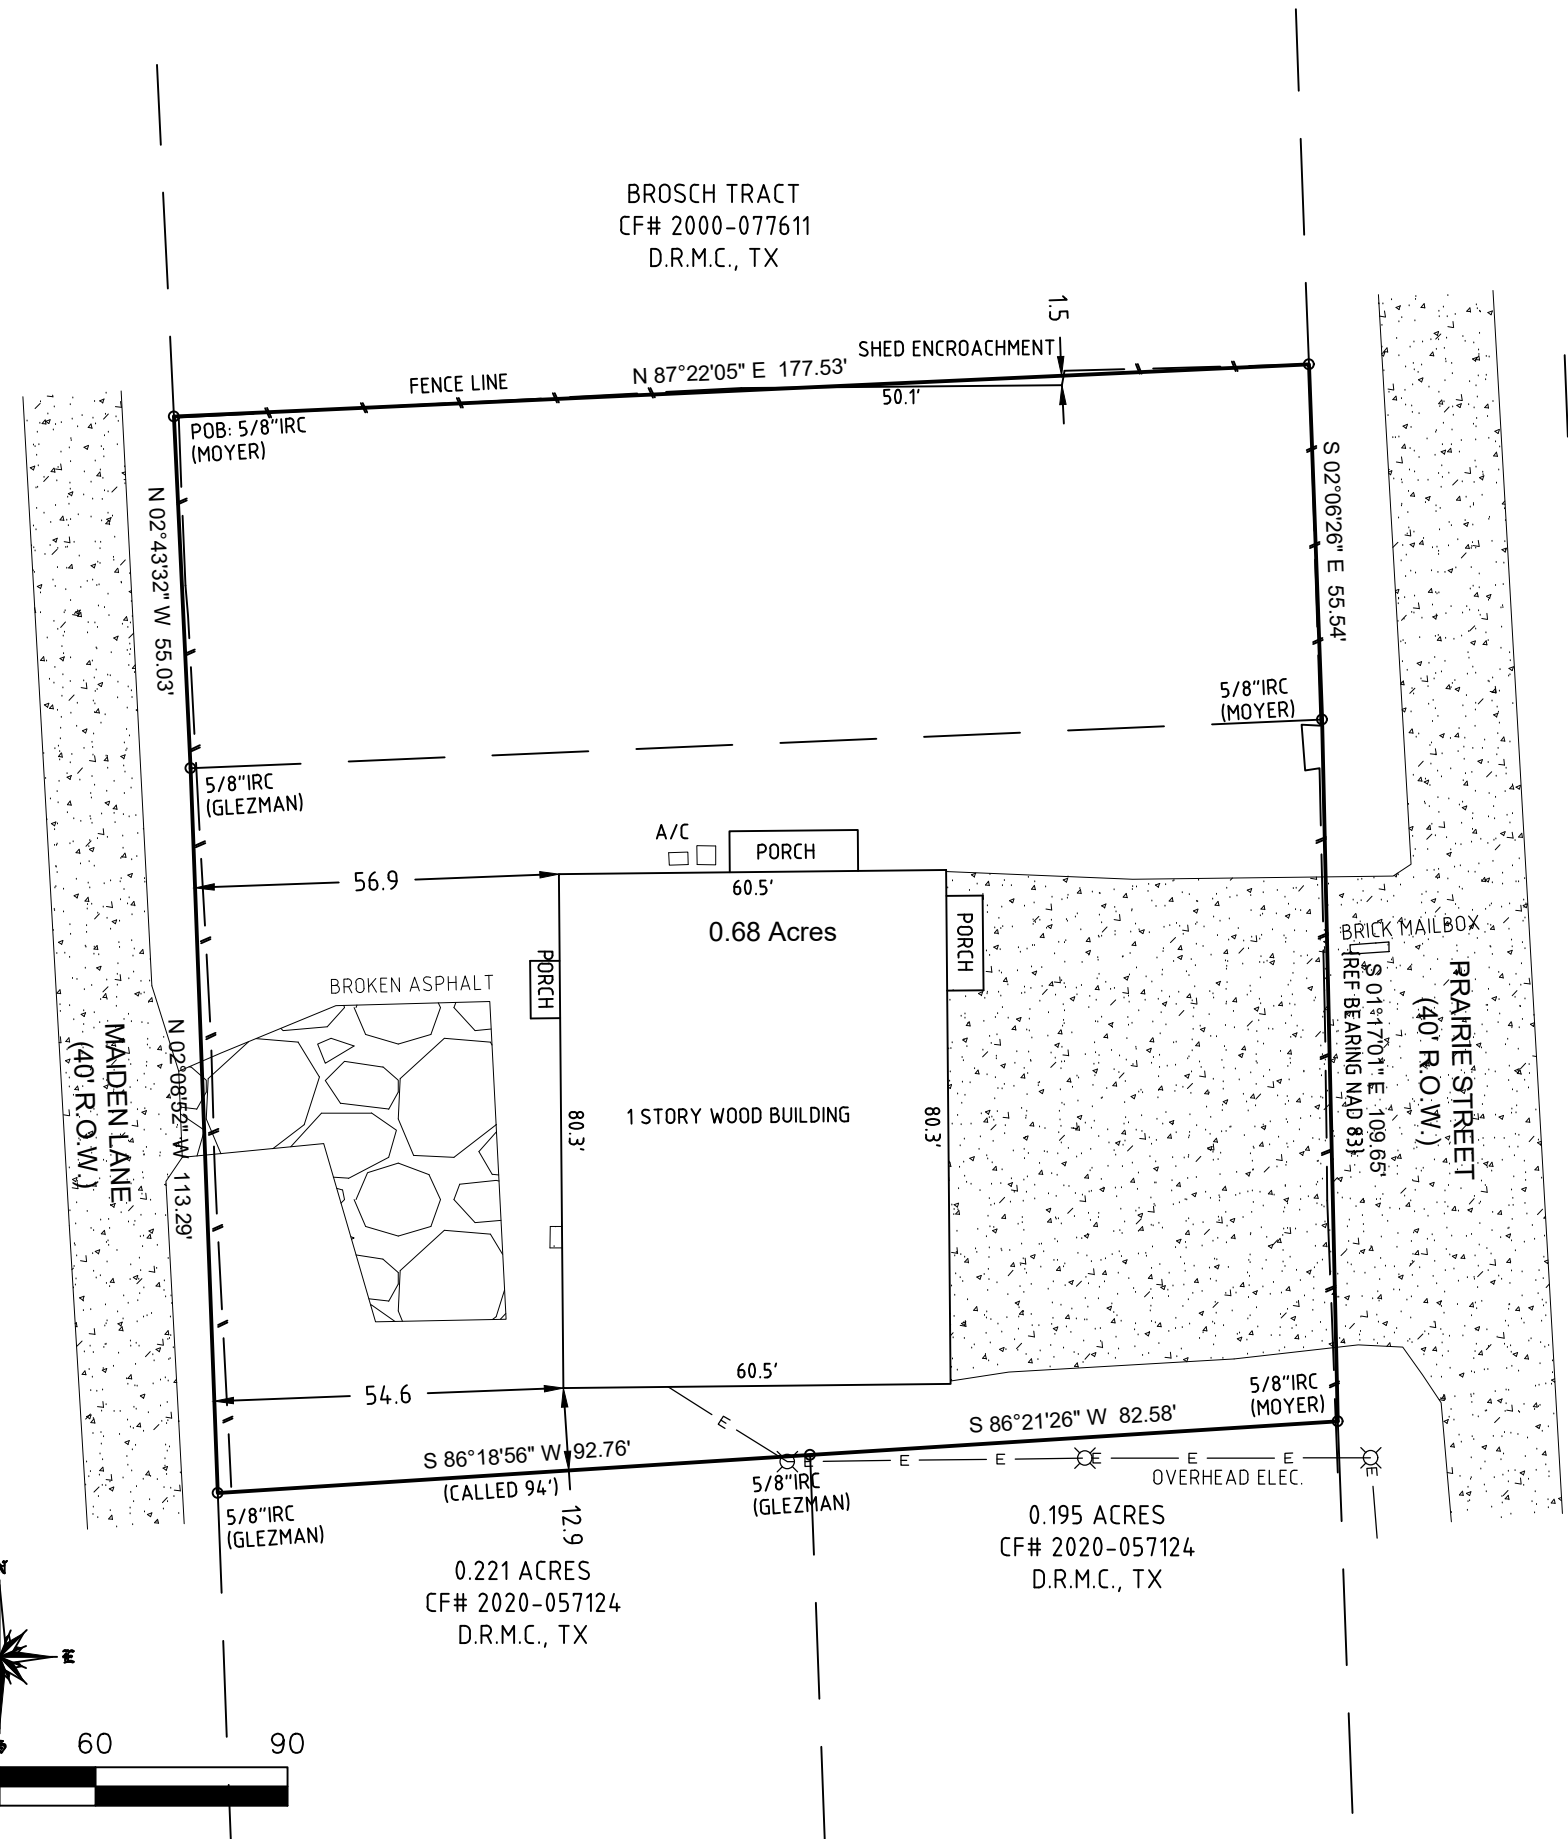 BROSCH TRACT
CF# 2000-077611
D.R.M.C., TX
1.5
SHED ENCROACHMENT
N 87°22'05" E 177.53'
FENCE LINE
50.1'
POB: 5/8"IRC
(MOYER)
S 02°06'26" E 55.54'
N 02°43'32" W 55.03'
5/8"IRC
(MOYER)
5/8"IRC
(GLEZMAN)
A/C
PORCH
56.9
60.5'
0.68 Acres
PORCH
BRICK MAILBOX
PORCH
BROKEN ASPHALT
S 01°17'01" E 109.65'
(REF BEARING NAD 83)
PRAIRIE STREET
(40' R.O.W.)
MAIDEN LANE
(40' R.O.W.)
N 02°08'52" W 113.29'
80.3'
1 STORY WOOD BUILDING
80.3'
60.5'
54.6
5/8"IRC
(MOYER)
S 86°21'26" W 82.58'
S 86°18'56" W 92.76'
(CALLED 94')
E
E
E
E
E
E
E
E
OVERHEAD ELEC.
5/8"IRC
(GLEZMAN)
5/8"IRC
(GLEZMAN)
12.9
0.195 ACRES
CF# 2020-057124
D.R.M.C., TX
0.221 ACRES
CF# 2020-057124
D.R.M.C., TX
E
60
90